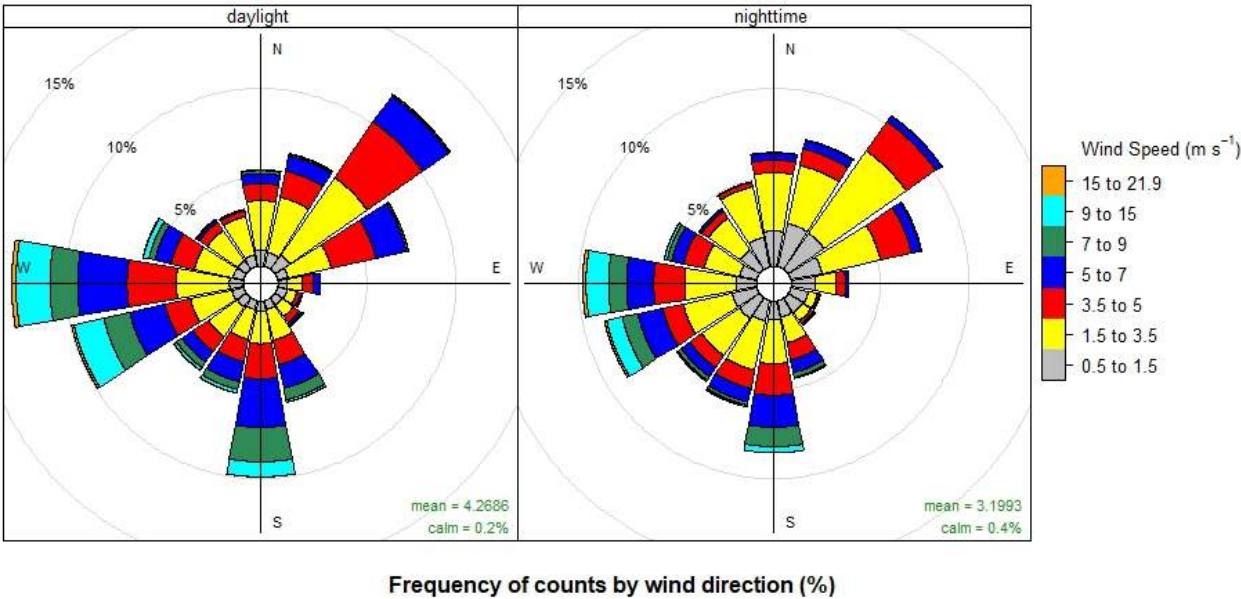 daylight
N
15%
10%
5%
W
E
S
mean = 4.2686
calm = 0.2%
nighttime
N
15%
10%
5%
W
E
S
mean = 3.1993
calm = 0.4%
Wind Speed (m s⁻¹)
15 to 21.9
9 to 15
7 to 9
5 to 7
3.5 to 5
1.5 to 3.5
0.5 to 1.5
Frequency of counts by wind direction (%)